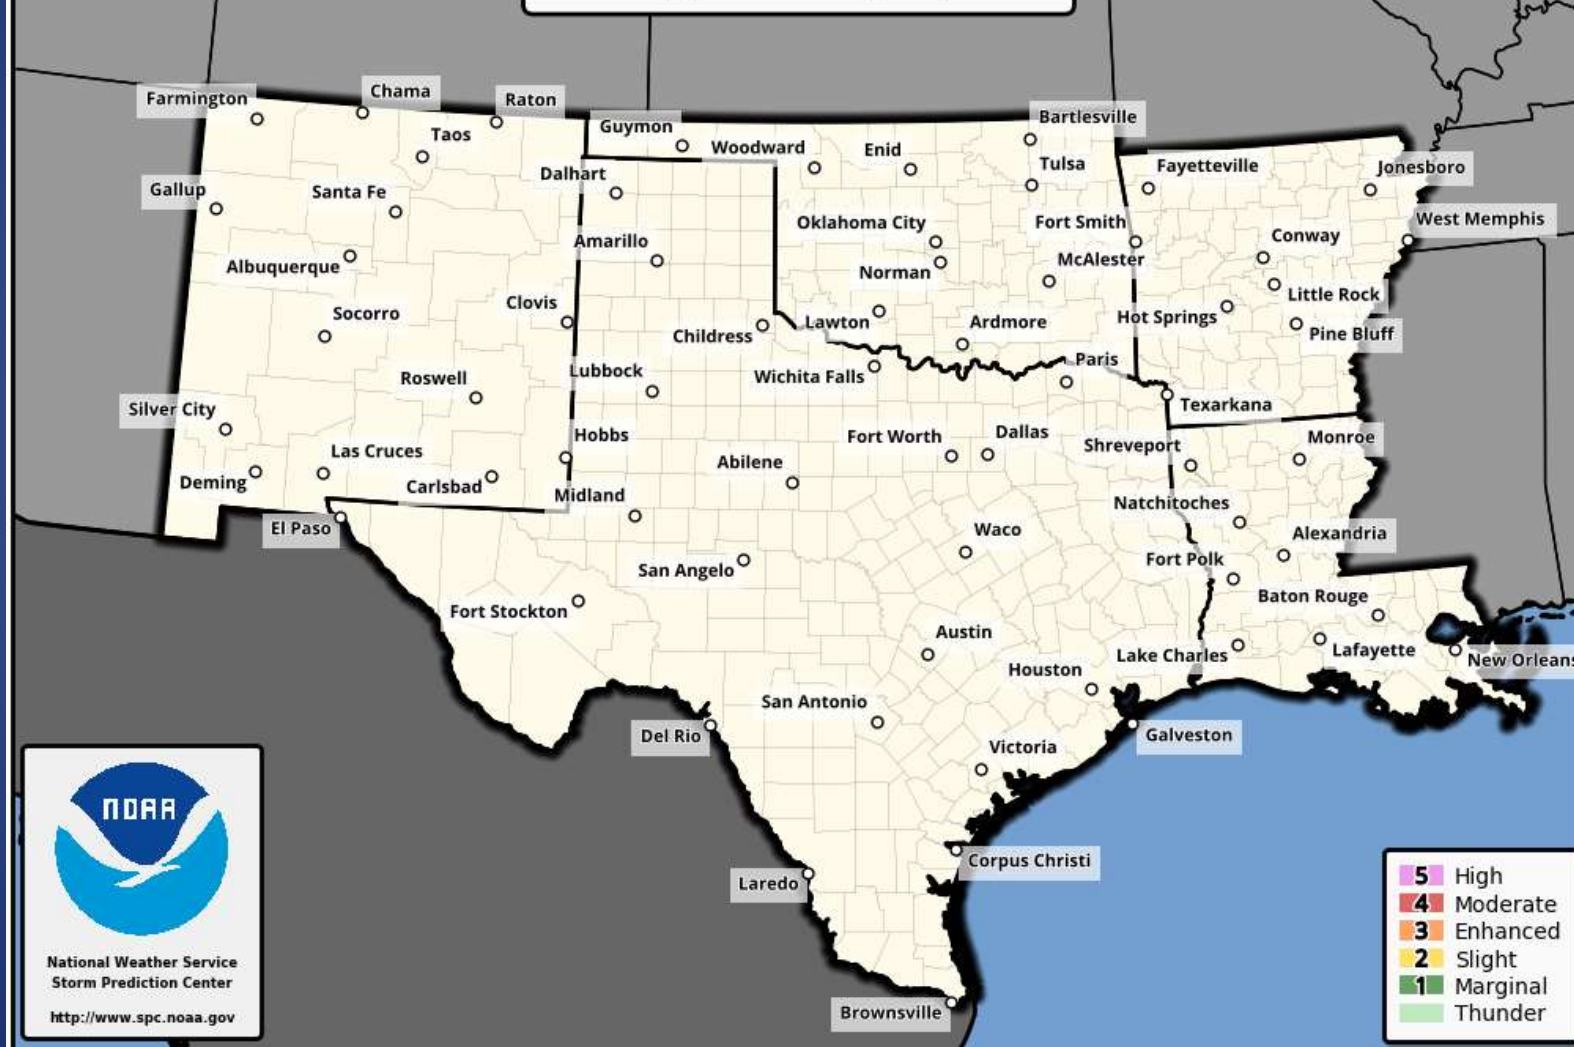 Farmington
Chama
Raton
Guymon
Bartlesville
Taos
Woodward
Enid
Tulsa
Fayetteville
Jonesboro
Gallup
Santa Fe
Dalhart
Oklahoma City
Fort Smith
West Memphis
Albuquerque
Amarillo
Norman
McAlester
Conway
Socorro
Clovis
Childress
Lawton
Ardmore
Hot Springs
Little Rock
Pine Bluff
Roswell
Lubbock
Wichita Falls
Paris
Texarkana
Silver City
Las Cruces
Hobbs
Abilene
Fort Worth
Dallas
Shreveport
Monroe
Deming
Carlsbad
Midland
Natchitoches
El Paso
San Angelo
Waco
Fort Polk
Alexandria
Fort Stockton
Austin
Baton Rouge
Houston
Lake Charles
Lafayette
New Orleans
San Antonio
Del Rio
Victoria
Galveston
Laredo
Corpus Christi
Brownsville
NOAA
National Weather Service
Storm Prediction Center
http://www.spc.noaa.gov
5 High
4 Moderate
3 Enhanced
2 Slight
1 Marginal
Thunder